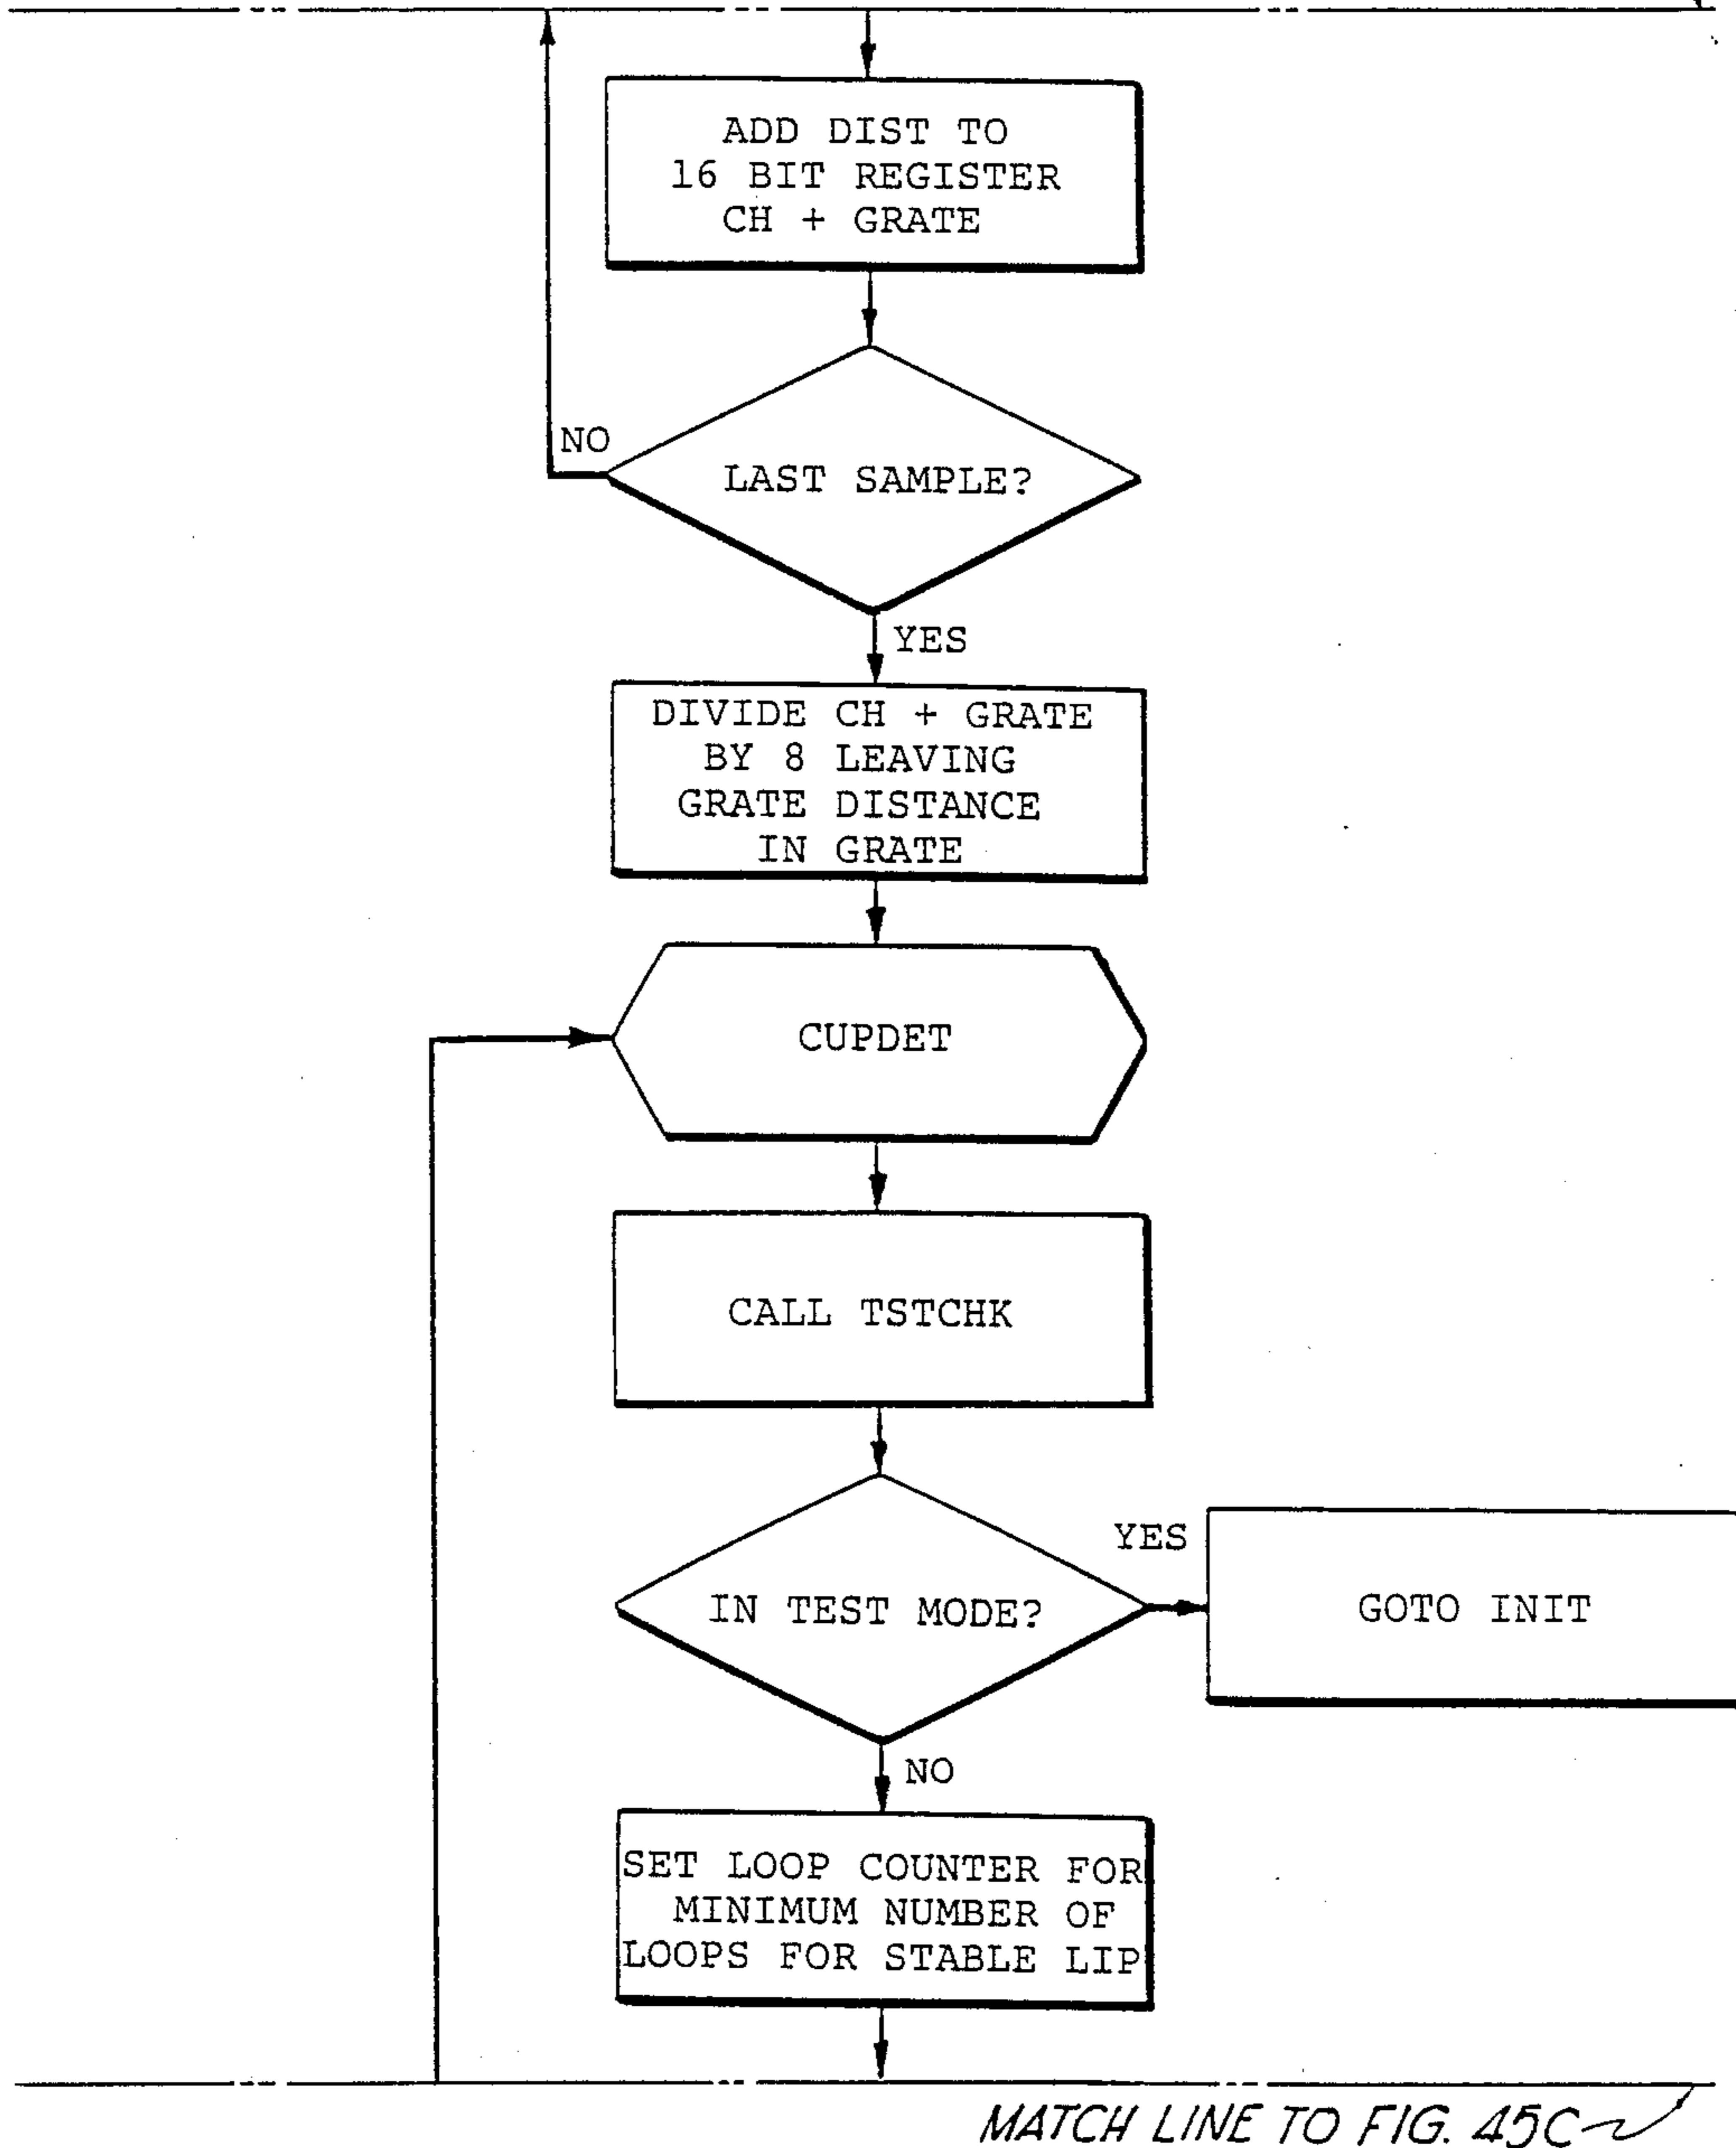 ADD DIST TO
16 BIT REGISTER
CH + GRATE
NO
LAST SAMPLE?
YES
DIVIDE CH + GRATE
BY 8 LEAVING
GRATE DISTANCE
IN GRATE
CUPDET
CALL TSTCHK
YES
IN TEST MODE?
GOTO INIT
NO
SET LOOP COUNTER FOR
MINIMUM NUMBER OF
LOOPS FOR STABLE LIP
MATCH LINE TO FIG. 45C